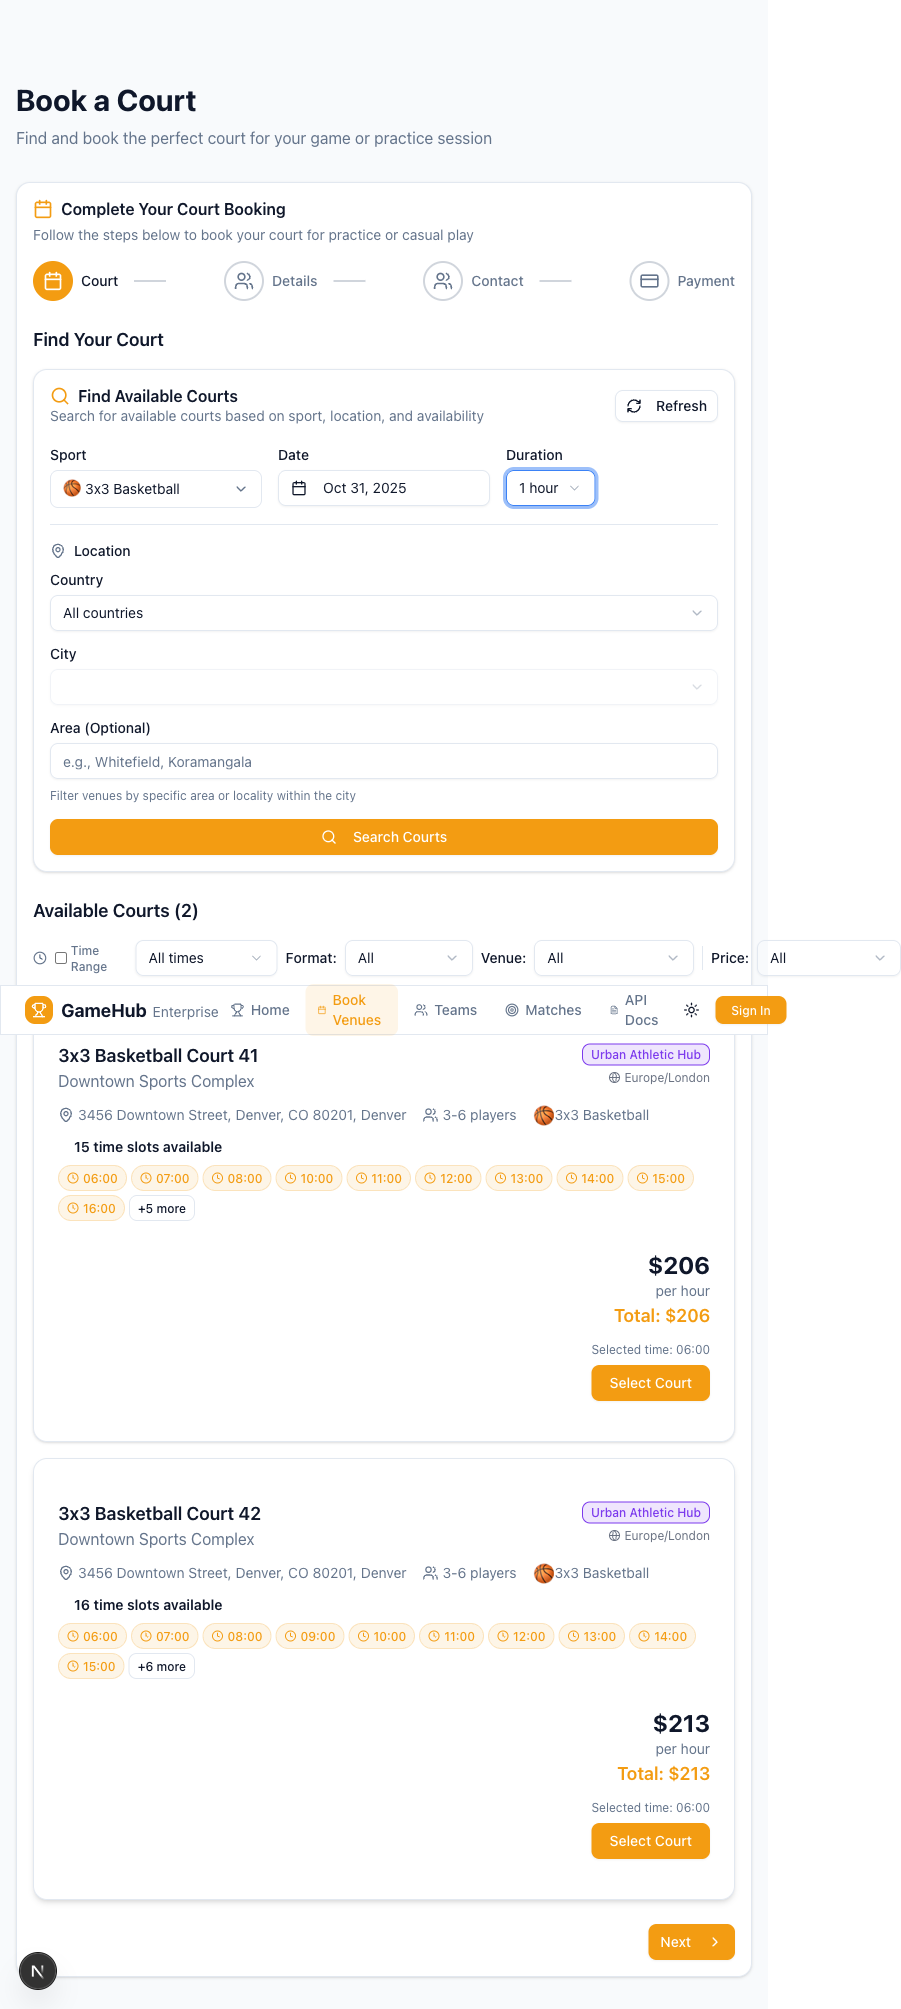 Book a Court
Find and book the perfect court for your game or practice session
Complete Your Court Booking
Follow the steps below to book your court for practice or casual play
Court
Details
Contact
Payment
Find Your Court
Find Available Courts
Search for available courts based on sport, location, and availability
Refresh
Sport
Date
Duration
3x3 Basketball
Oct 31, 2025
1 hour
Location
Country
All countries
City
Area (Optional)
e.g., Whitefield, Koramangala
Filter venues by specific area or locality within the city
Search Courts
Available Courts (2)
Time
Range
All times
Format:
All
Venue:
All
Price:
All
GameHub Enterprise
Home
Book
Venues
Teams
Matches
API
Docs
Sign In
3x3 Basketball Court 41
Urban Athletic Hub
Downtown Sports Complex
Europe/London
3456 Downtown Street, Denver, CO 80201, Denver
3-6 players
3x3 Basketball
15 time slots available
06:00 07:00 08:00 10:00 11:00 12:00 13:00 14:00 15:00
16:00 +5 more
$206
per hour
Total: $206
Selected time: 06:00
Select Court
3x3 Basketball Court 42
Urban Athletic Hub
Downtown Sports Complex
Europe/London
3456 Downtown Street, Denver, CO 80201, Denver
3-6 players
3x3 Basketball
16 time slots available
06:00 07:00 08:00 09:00 10:00 11:00 12:00 13:00 14:00
15:00 +6 more
$213
per hour
Total: $213
Selected time: 06:00
Select Court
Next
N